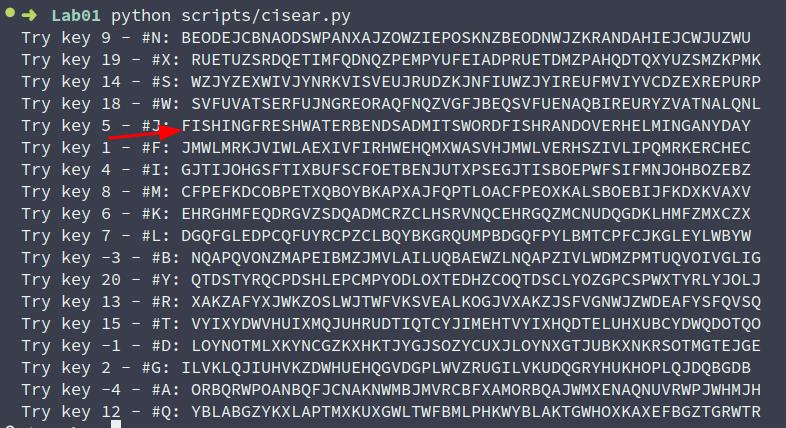 ➜ Lab01 python scripts/cisear.py
Try key 9 - #N: BEODEJCBNAODSWPANXAJZOWZIEPOSKNZBEODNWJZKRANDAHIEJCWJUZWU
Try key 19 - #X: RUETUZSRDQETIMFQDNQZPEMPYUFEIADPRUETDMZPAHQDTQXYUZSMZKPMK
Try key 14 - #S: WZJYZEXWIVJYNRKVISVEUJRUDZKJNFIUWZJYIREUFMVIYVCDZEXREPURP
Try key 18 - #W: SVFUVATSERFUJNGREORAQFNQZVGFJBEQSVFUENAQBIREURYZVATNALQNL
Try key 5 - #J: FISHINGFRESHWATERBENDSADMITSWORDFISHRANDOVERHELMINGANYDAY
Try key 1 - #F: JMWLMRKJVIWLAEXIVFIRHWEHQMXWASVHJMWLVERHSZIVLIPQMRKERCHEC
Try key 4 - #I: GJTIJOHGSFTIXBUFSCFOETBENJUTXPSEGJTISBOEPWFSIFMNJOHBOZEBZ
Try key 8 - #M: CFPEFKDCOBPETXQBOYBKAPXAJFQPTLOACFPEOXKALSBOEBIJFKDXKVAXV
Try key 6 - #K: EHRGHMFEQDRGVZSDQADMCRZCLHSRVNQCEHRGQZMCNUDQGDKLHMFZMXCZX
Try key 7 - #L: DGQFGLEDPCQFUYRCPZCLBQYBKGRQUMPBDGQFPYLBMTCPFCJKGLEYLWBYW
Try key -3 - #B: NQAPQVONZMAPEIBMZJMVLAILUQBAEWZLNQAPZIVLWDMZPMTUQVOIVGLIG
Try key 20 - #Y: QTDSTYRQCPDSHLEPCMPYODLOXTEDHZCOQTDSCLYOZGPCSPWXTYRLYJOLJ
Try key 13 - #R: XAKZAFYXJWKZOSLWJTWFVKSVEALKOGJVXAKZJSFVGNWJZWDEAFYSFQVSQ
Try key 15 - #T: VYIXYDWVHUIXMQJUHRUDTIQTCYJIMEHTVYIXHQDTELUHXUBCYDWQDOTQO
Try key -1 - #D: LOYNOTMLXKYNCGZKXHKTJYGJSOZYCUXJLOYNXGTJUBKXNKRSOTMGTEJGE
Try key 2 - #G: ILVKLQJIUHVKZDWHUEHQGVDGPLWVZRUGILVKUDQGRYHUKHOPLQJDQBGDB
Try key -4 - #A: ORBQRWPOANBQFJCNAKNWMBJMVRCBFXAMORBQAJWMXENAQNUVRWPJWHMJH
Try key 12 - #Q: YBLABGZYKXLAPTMXKUXGWLTWFBMLPHKWYBLAKTGWHOXKAXEFBGZTGRWTR